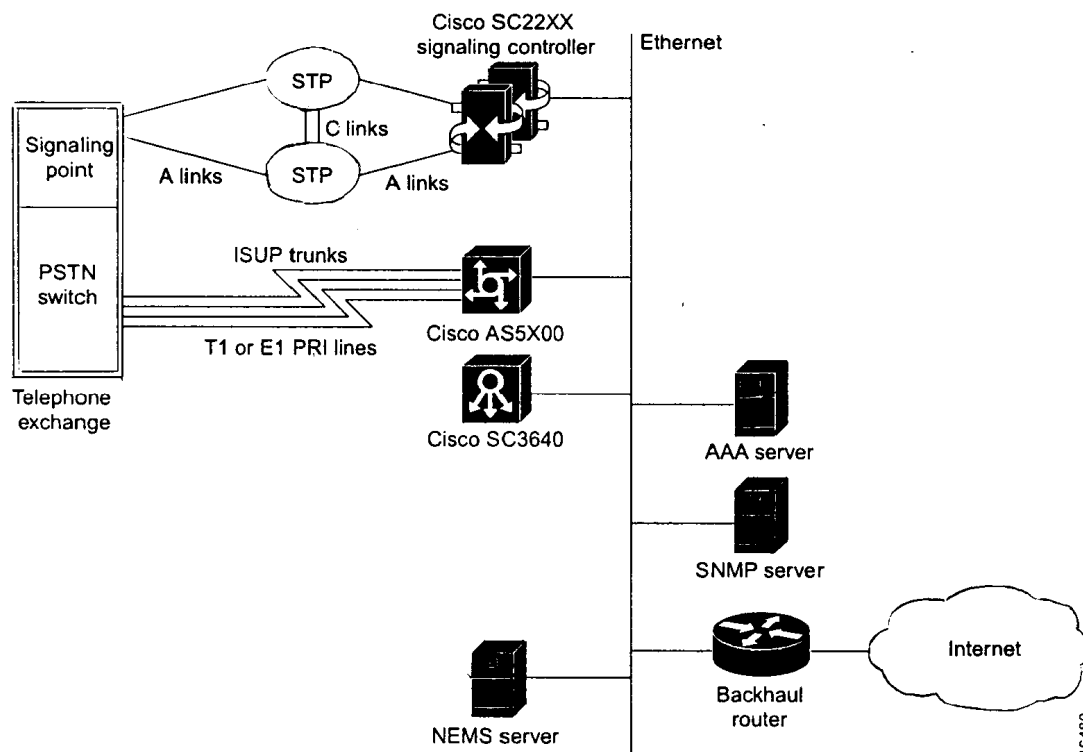 Cisco SC22XX
signaling controller
Ethernet
STP
C links
STP
Signaling
point
A links
A links
ISUP trunks
PSTN
switch
Cisco AS5X00
T1 or E1 PRI lines
Telephone
exchange
Cisco SC3640
AAA server
SNMP server
Internet
Backhaul
router
NEMS server